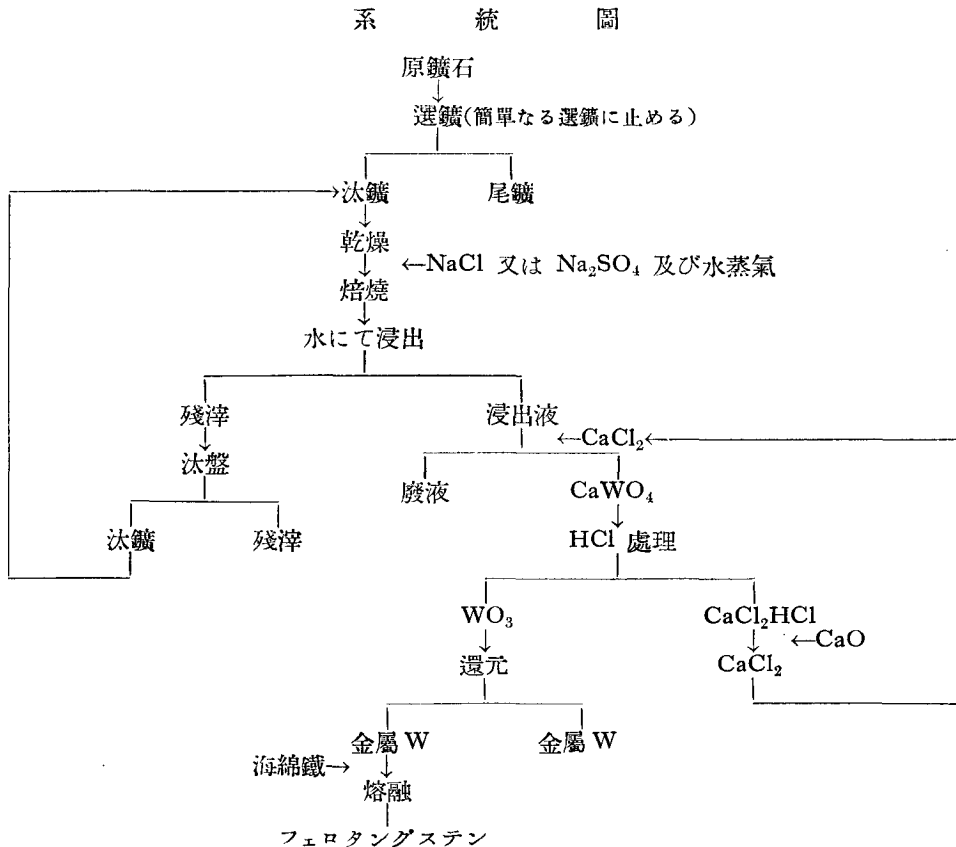 系統圖
原鑛石
選鑛(簡單なる選鑛に止める)
汰鑛
尾鑛
乾燥
←NaCl 又は Na₂SO₄ 及び水蒸氣
焙燒
水にて浸出
殘滓
浸出液
←CaCl₂
汰盤
廢液
CaWO₄
汰鑛
殘滓
HCl 處理
WO₃
CaCl₂HCl
←CaO
還元
CaCl₂
金屬 W
金屬 W
海綿鐵→
熔融
フェロタングステン